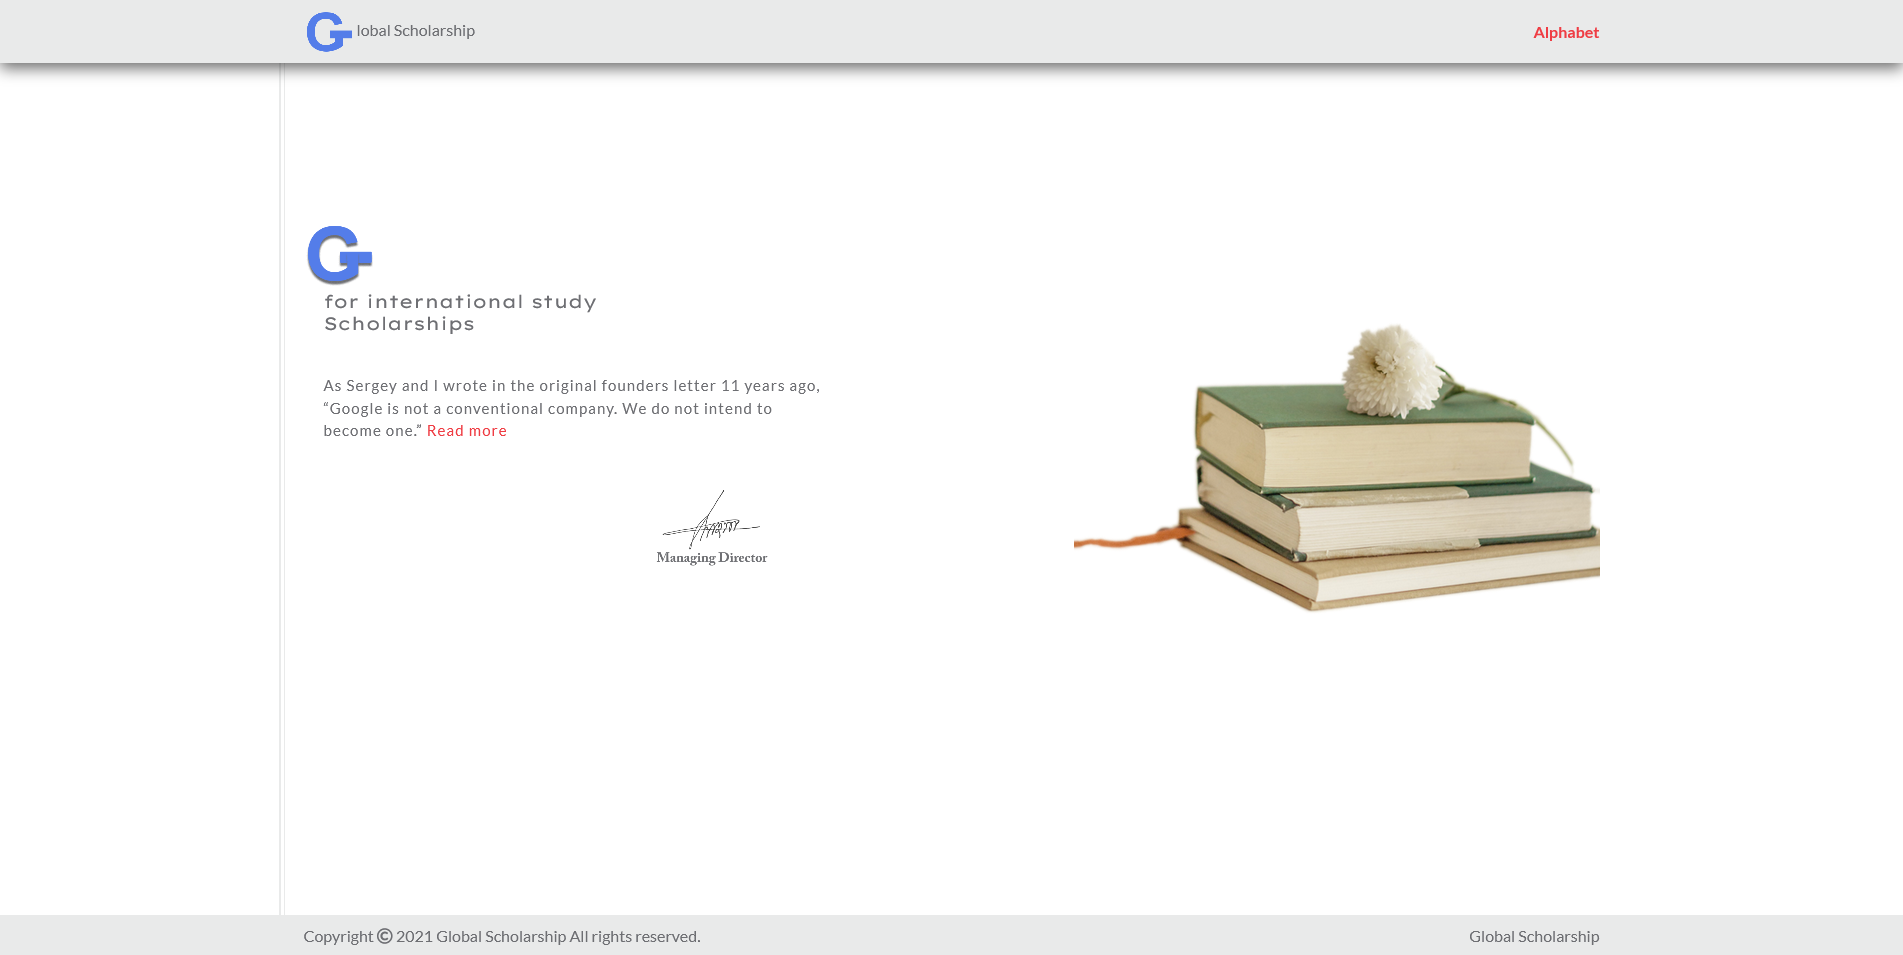 Global Scholarship
Alphabet
G
for international study
Scholarships
As Sergey and I wrote in the original founders letter 11 years ago,
“Google is not a conventional company. We do not intend to
become one.” Read more
Managing Director
Copyright © 2021 Global Scholarship All rights reserved.
Global Scholarship